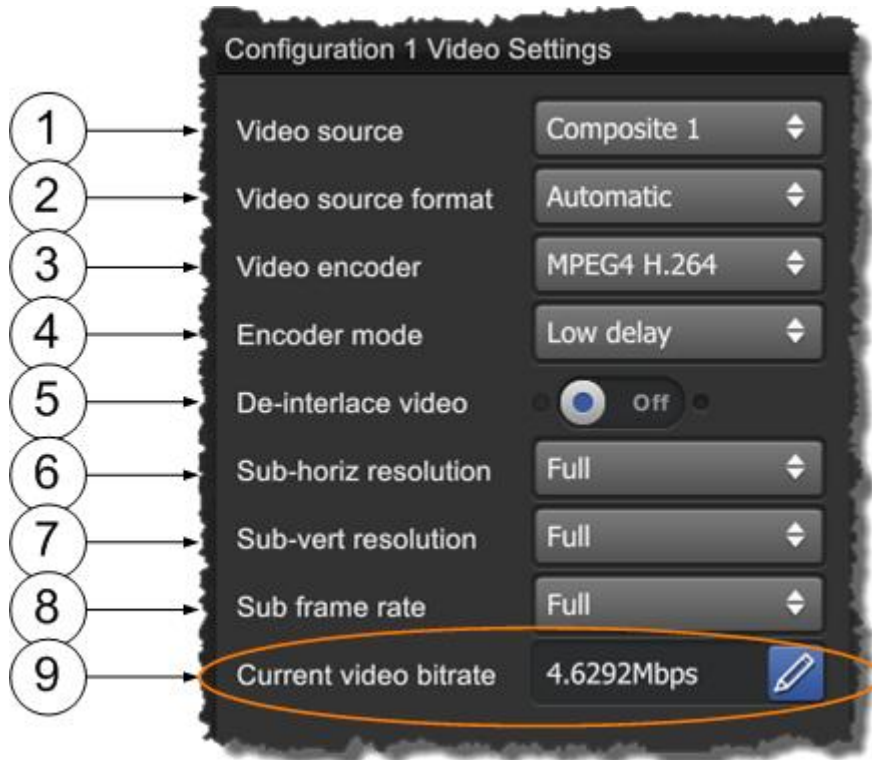 Configuration 1 Video Settings
1 Video source Composite 1
2 Video source format Automatic
3 Video encoder MPEG4 H.264
4 Encoder mode Low delay
5 De-interlace video Off
6 Sub-horiz resolution Full
7 Sub-vert resolution Full
8 Sub frame rate Full
9 Current video bitrate 4.6292Mbps